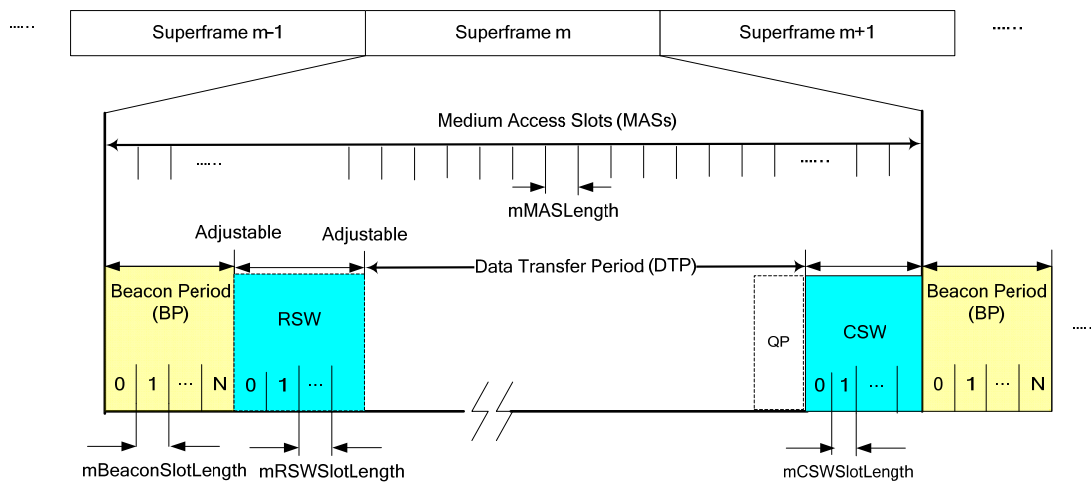 ...... Superframe m-1 Superframe m Superframe m+1 ......
Medium Access Slots (MASs)
...... ......
mMASLength
Adjustable Adjustable
Data Transfer Period (DTP)
Beacon Period
(BP)
RSW
QP
CSW
Beacon Period
(BP)
......
0 1 ... N 0 1 ... 0 1 ... 0 1 ... N
mBeaconSlotLength mRSWSlotLength mCSWSlotLength